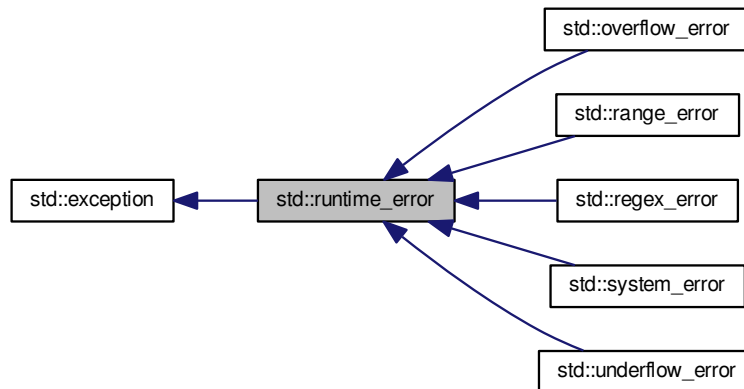 std::overflow_error
std::range_error
std::exception
std::runtime_error
std::regex_error
std::system_error
std::underflow_error